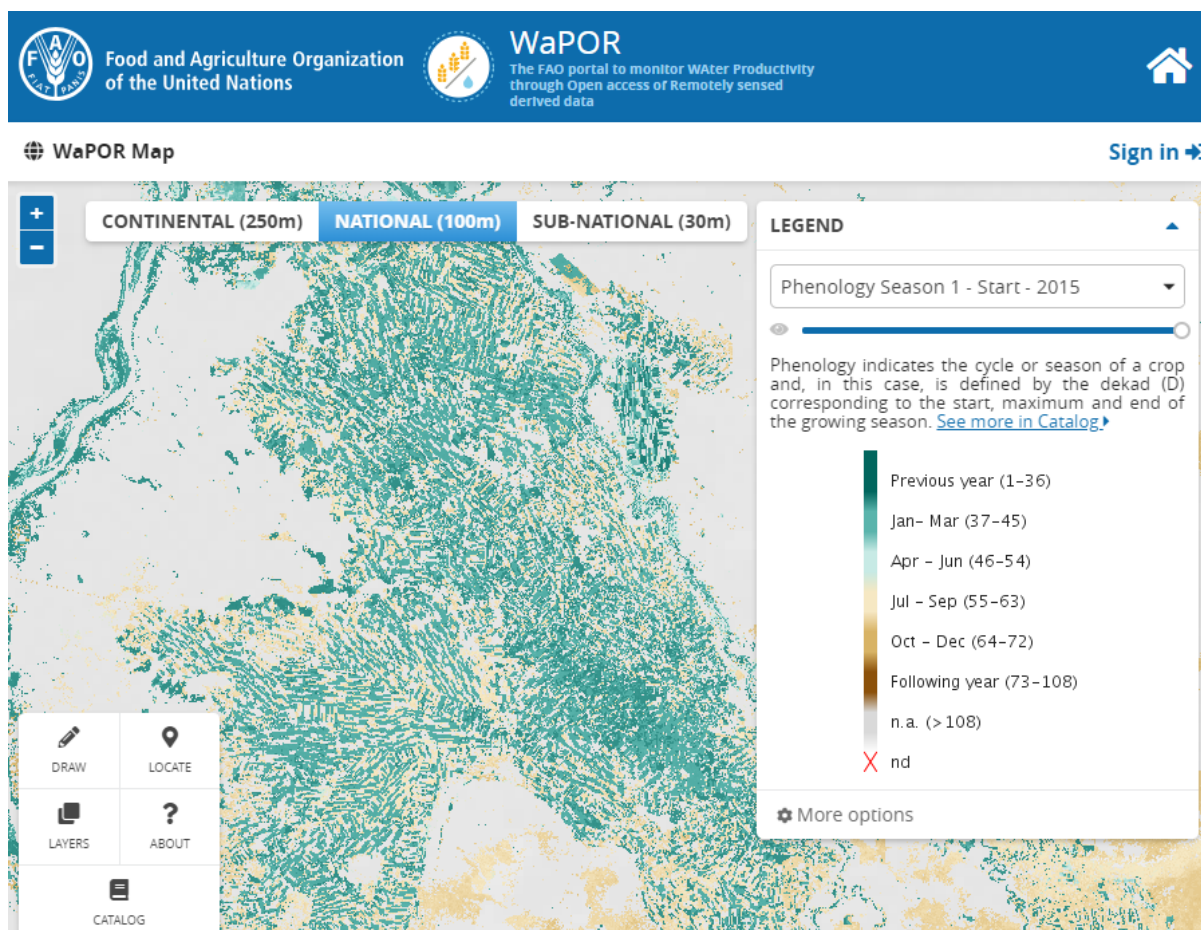 FAO
FIAT PANIS
Food and Agriculture Organization
of the United Nations
WaPOR
The FAO portal to monitor WAter Productivity
through Open access of Remotely sensed
derived data
WaPOR Map
Sign in
+
−
CONTINENTAL (250m) NATIONAL (100m) SUB-NATIONAL (30m)
LEGEND
Phenology Season 1 - Start - 2015
Phenology indicates the cycle or season of a crop
and, in this case, is defined by the dekad (D)
corresponding to the start, maximum and end of
the growing season. See more in Catalog
Previous year (1–36)
Jan– Mar (37–45)
Apr – Jun (46–54)
Jul – Sep (55–63)
Oct – Dec (64–72)
Following year (73–108)
n.a. (>108)
nd
More options
DRAW LOCATE
LAYERS ABOUT
CATALOG